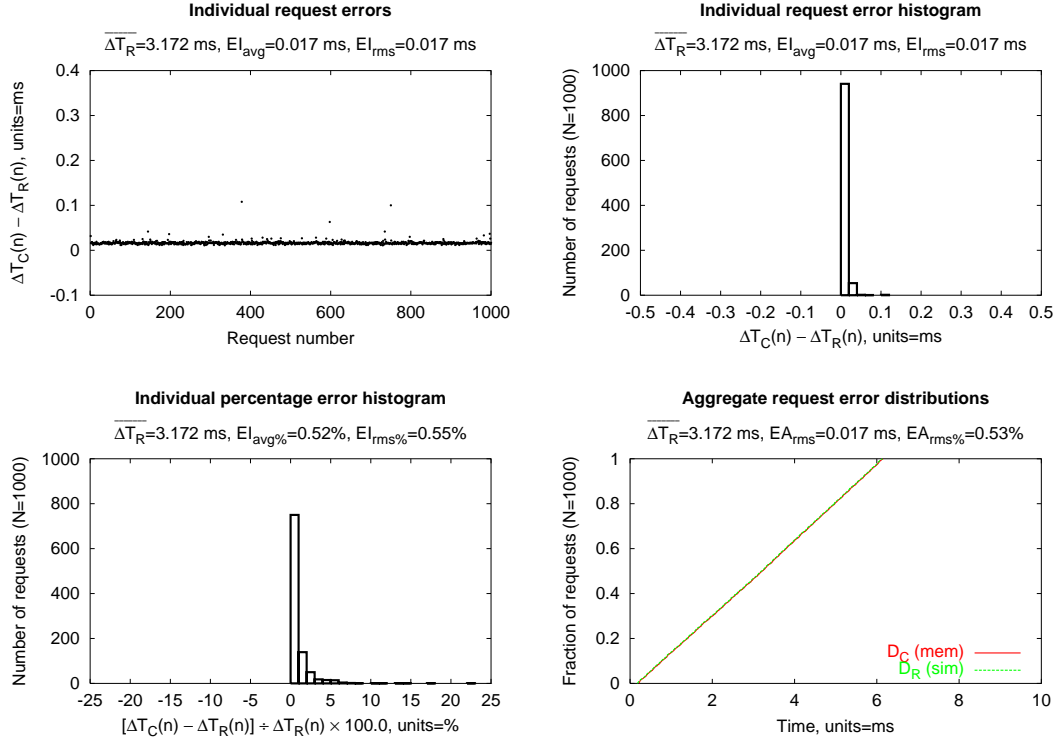 Individual request errors
ΔT_R=3.172 ms, EI_avg=0.017 ms, EI_rms=0.017 ms
ΔT_C(n) − ΔT_R(n), units=ms
0.4
0.3
0.2
0.1
0
-0.1
0 200 400 600 800 1000
Request number
Individual request error histogram
ΔT_R=3.172 ms, EI_avg=0.017 ms, EI_rms=0.017 ms
Number of requests (N=1000)
1000
800
600
400
200
0
-0.5 -0.4 -0.3 -0.2 -0.1 0 0.1 0.2 0.3 0.4 0.5
ΔT_C(n) − ΔT_R(n), units=ms
Individual percentage error histogram
ΔT_R=3.172 ms, EI_avg%=0.52%, EI_rms%=0.55%
Number of requests (N=1000)
1000
800
600
400
200
0
-25 -20 -15 -10 -5 0 5 10 15 20 25
[ΔT_C(n) − ΔT_R(n)] ÷ ΔT_R(n) × 100.0, units=%
Aggregate request error distributions
ΔT_R=3.172 ms, EA_rms=0.017 ms, EA_rms%=0.53%
Fraction of requests (N=1000)
1
0.8
0.6
0.4
0.2
0
D_C (mem)
D_R (sim)
0 2 4 6 8 10
Time, units=ms